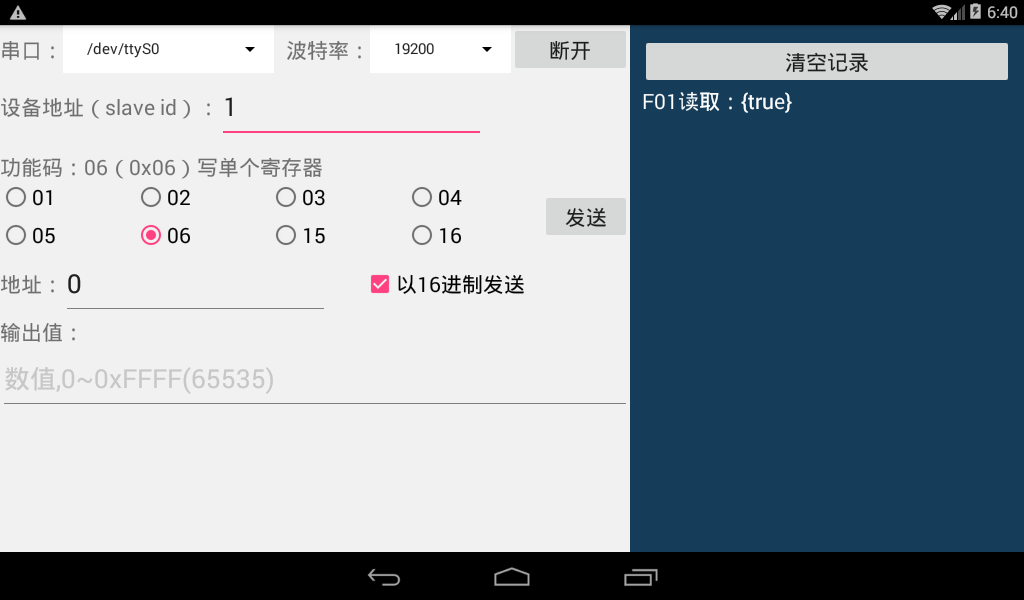 6:40
串口：
/dev/ttyS0
波特率：
19200
断开
设备地址（slave id）：
1
功能码：06（0x06）写单个寄存器
01
02
03
04
05
06
15
16
发送
地址：
0
以16进制发送
输出值：
数值,0~0xFFFF(65535)
清空记录
F01读取：{true}